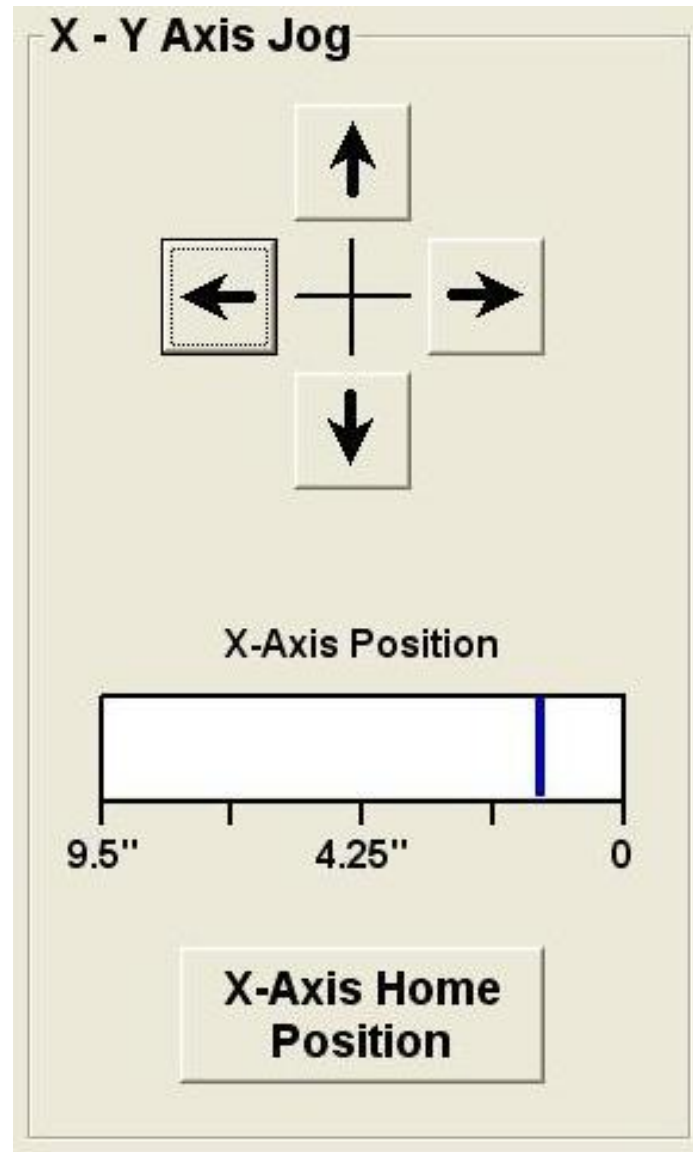 X - Y Axis Jog
X-Axis Position
9.5" 4.25" 0
X-Axis Home
Position